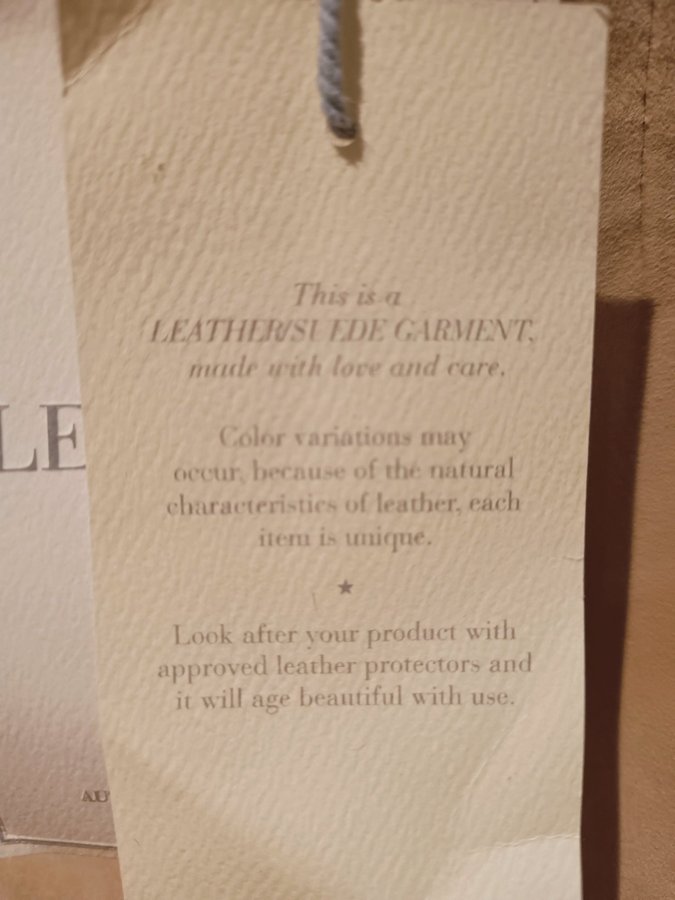 This is a
LEATHER/SUEDE GARMENT,
made with love and care.
Color variations may
occur, because of the natural
characteristics of leather, each
item is unique.
Look after your product with
approved leather protectors and
it will age beautiful with use.
LE
AU